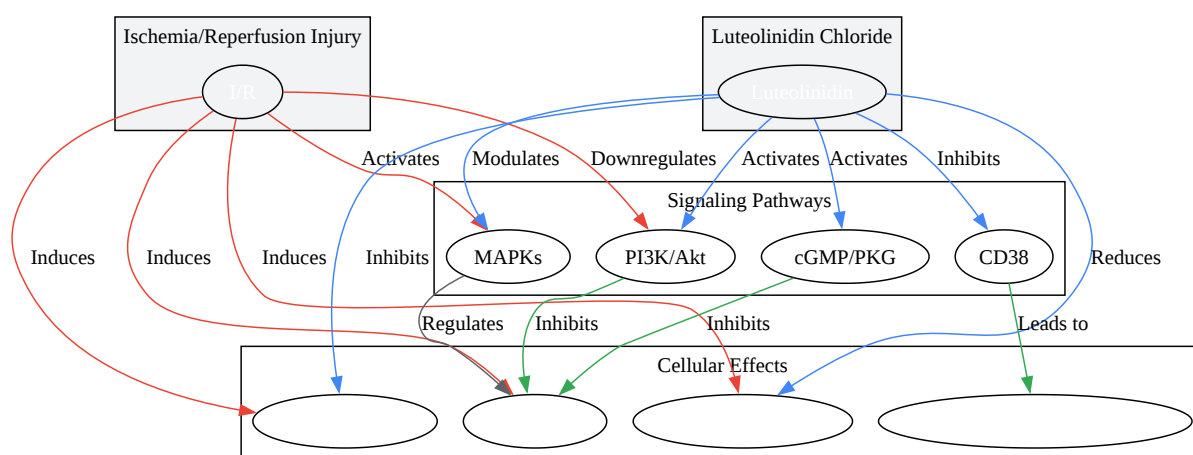 Ischemia/Reperfusion Injury
Luteolinidin Chloride
I/R
Luteolinidin
Activates
Modulates
Downregulates
Activates
Activates
Inhibits
Signaling Pathways
MAPKs
PI3K/Akt
cGMP/PKG
CD38
Induces
Induces
Induces
Inhibits
Reduces
Regulates
Inhibits
Inhibits
Leads to
Cellular Effects